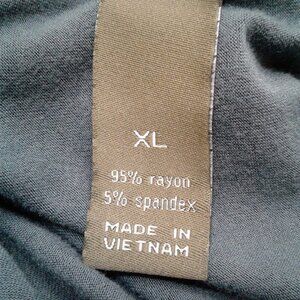 XL
95% rayon
5% spandex
MADE IN
VIETNAM